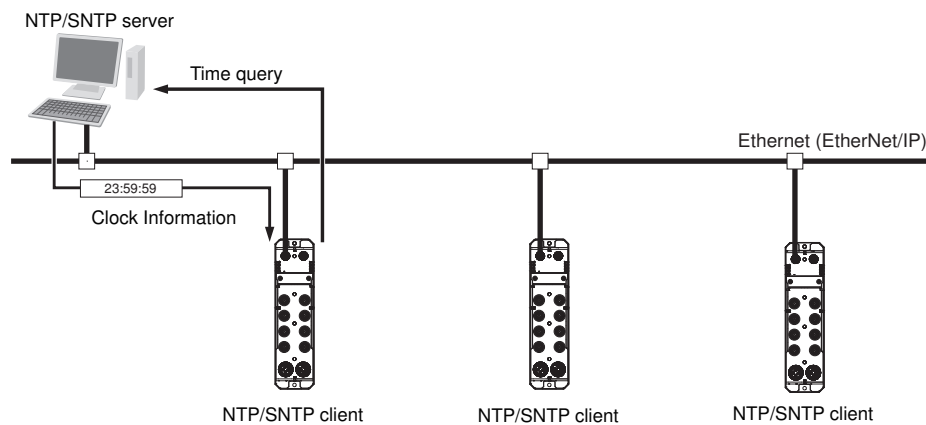 NTP/SNTP server
Time query
Ethernet (EtherNet/IP)
23:59:59
Clock Information
NTP/SNTP client
NTP/SNTP client
NTP/SNTP client